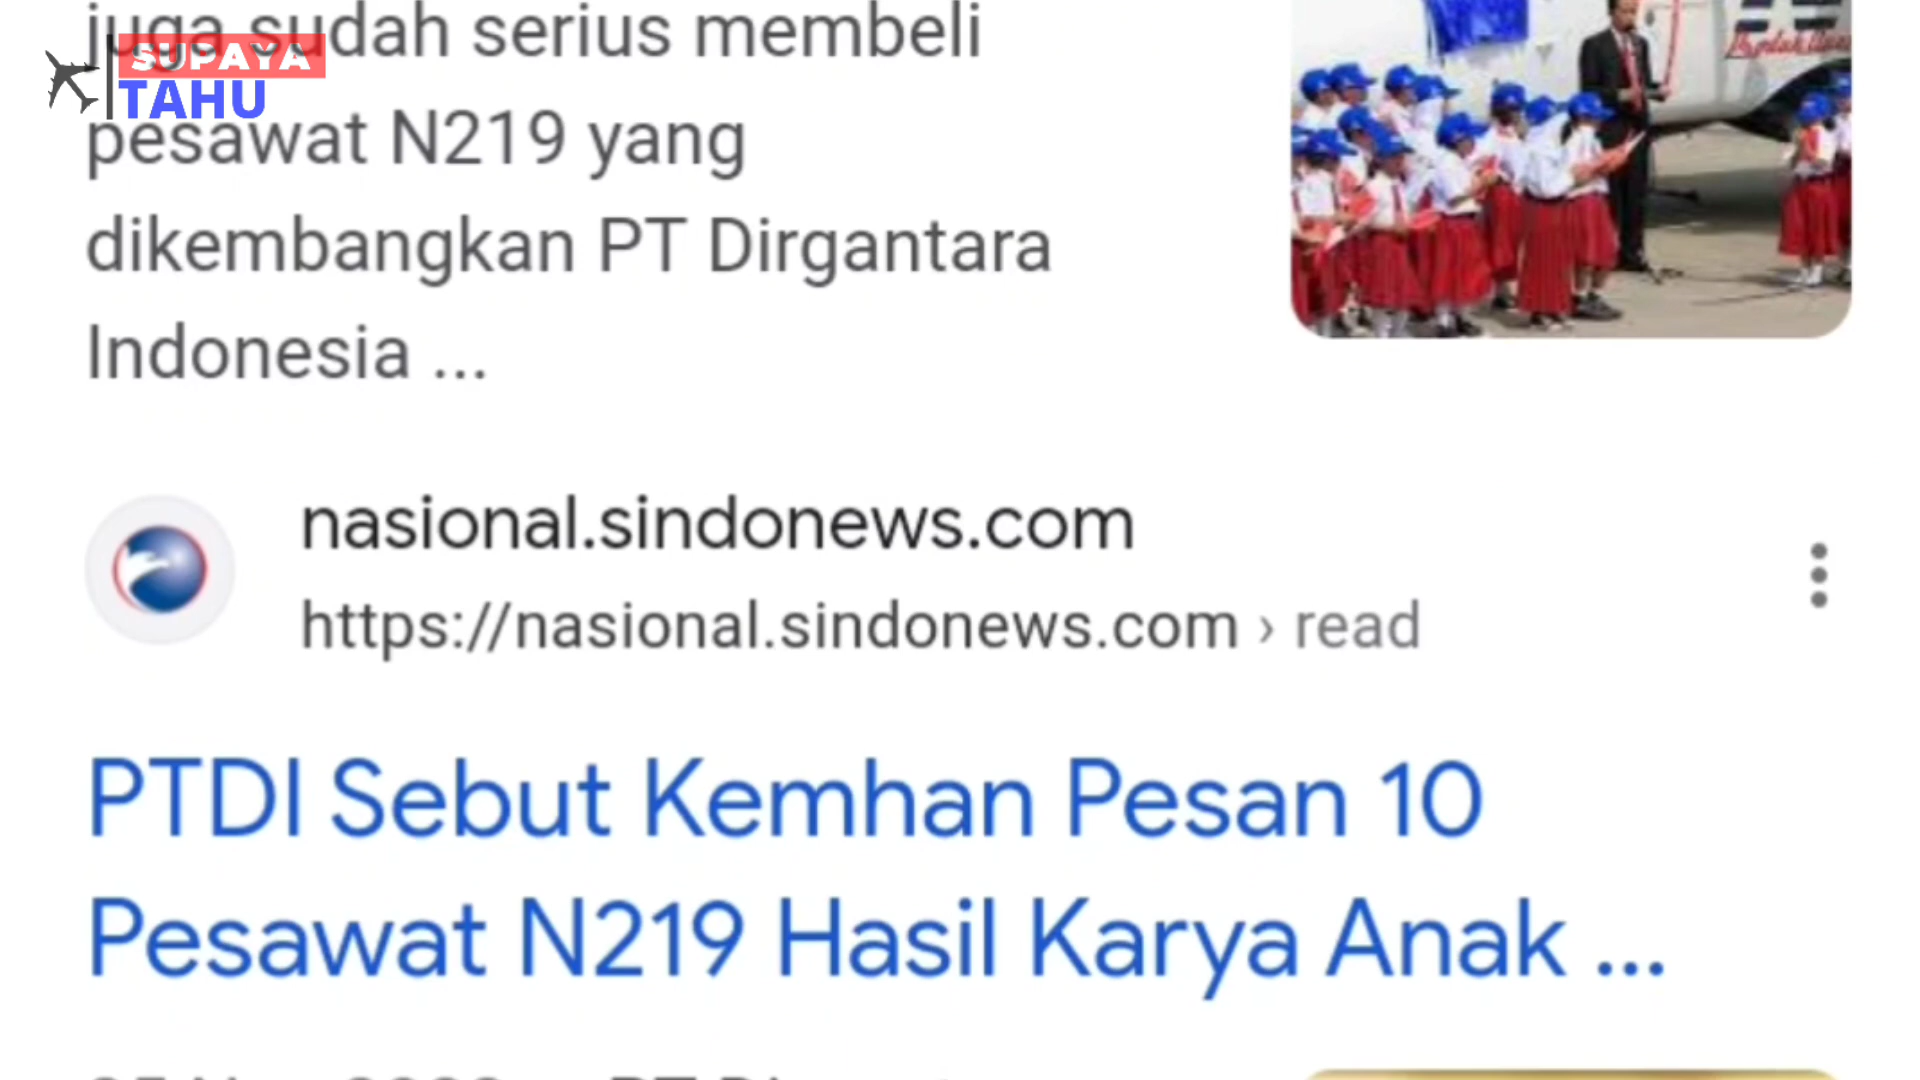 juga sudah serius membeli
SUPAYA
TAHU
pesawat N219 yang
dikembangkan PT Dirgantara
Indonesia ...
nasional.sindonews.com
https://nasional.sindonews.com › read
PTDI Sebut Kemhan Pesan 10
Pesawat N219 Hasil Karya Anak ...